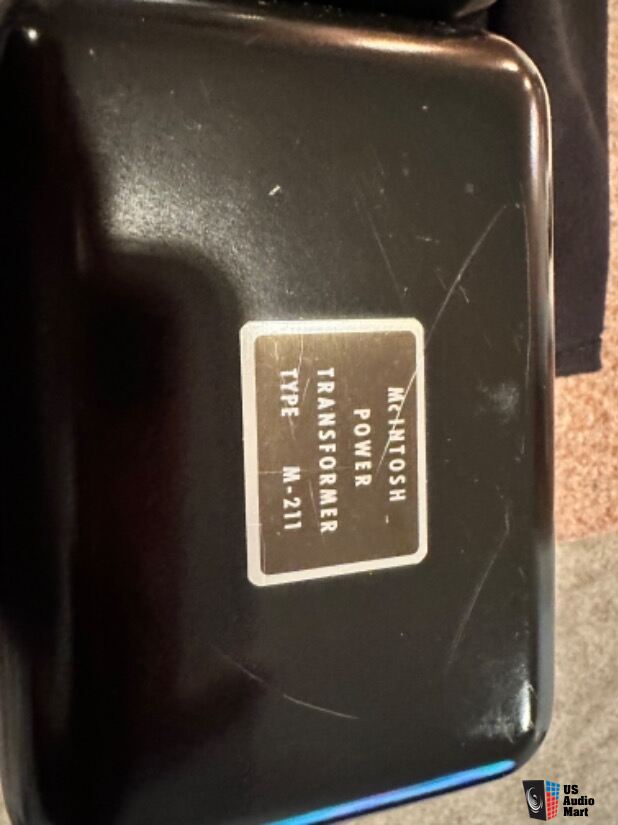 McINTOSH
POWER
TRANSFORMER
TYPE M-211
US
Audio
Mart